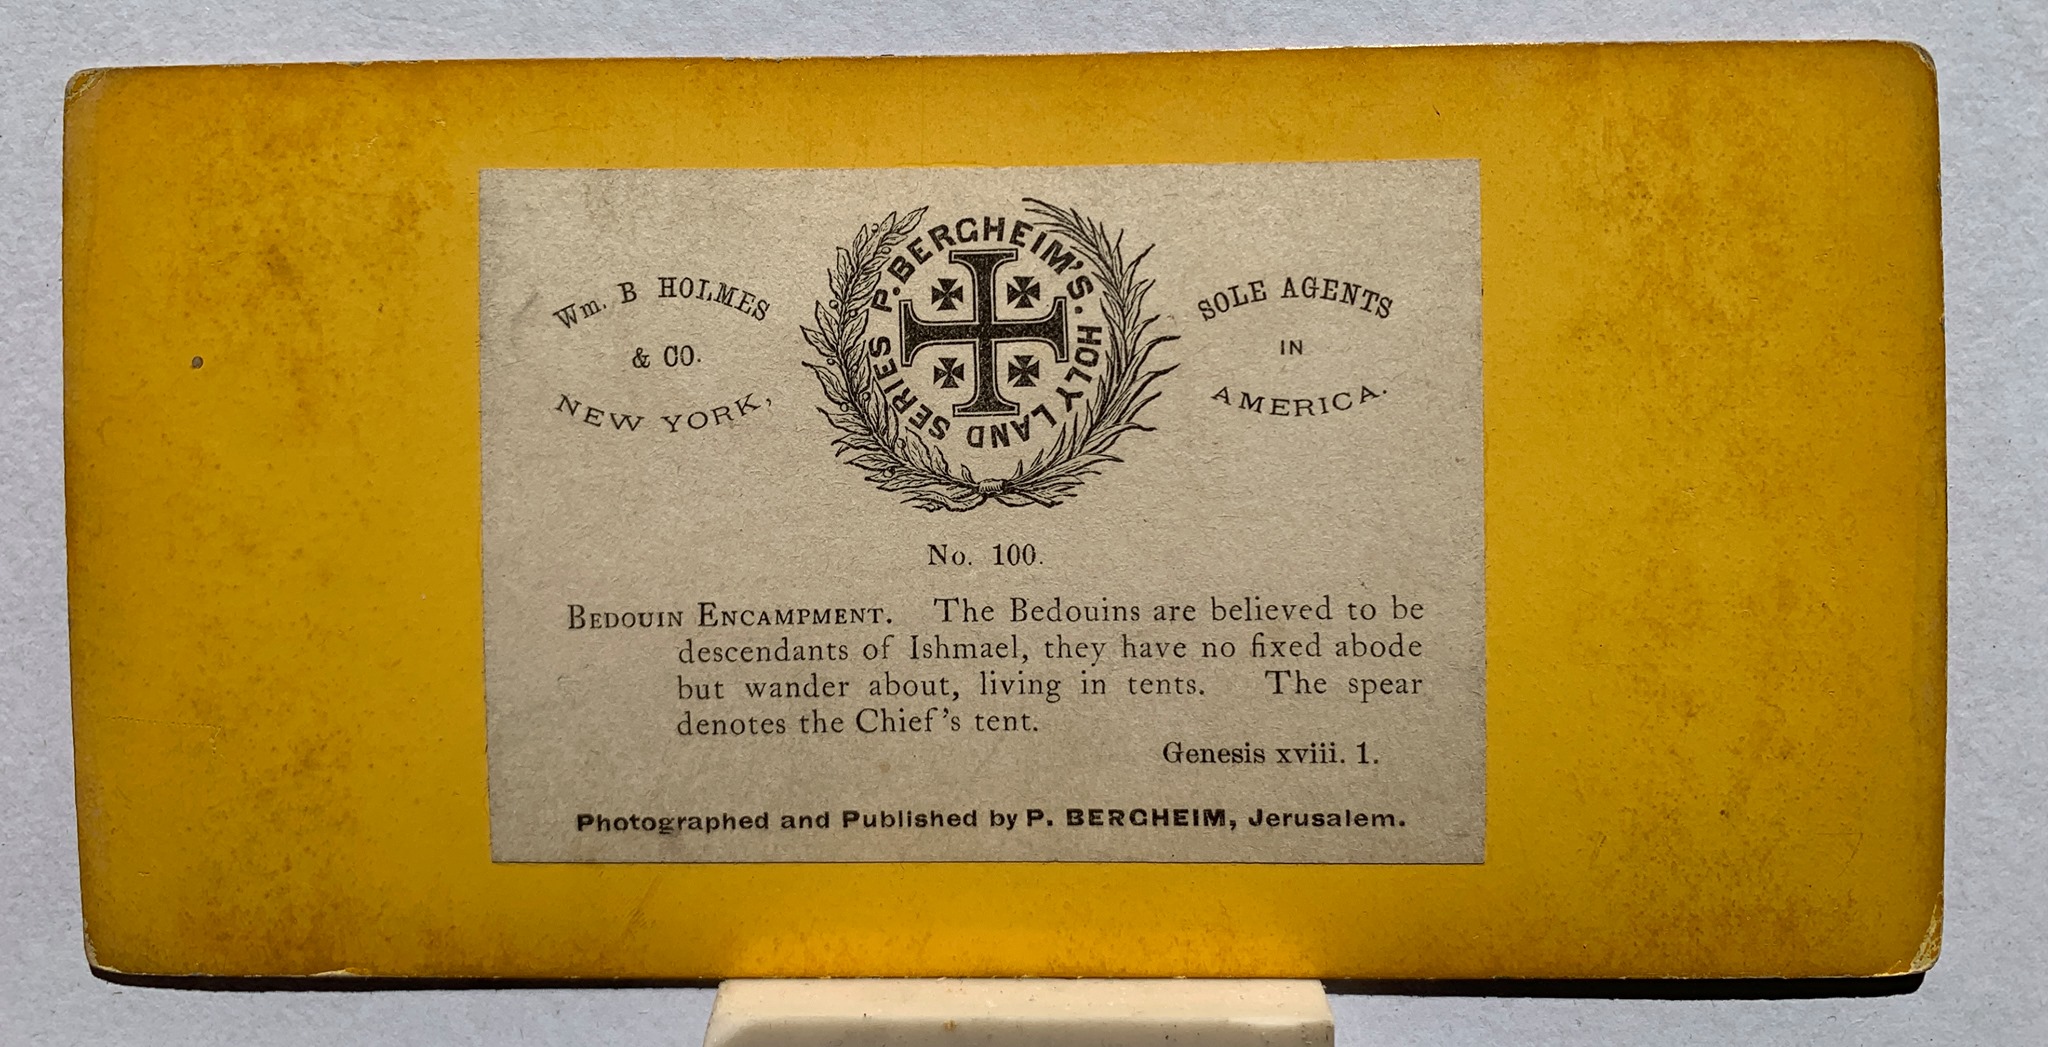 Wm. B HOLMES
& CO.
NEW YORK,
P. BERGHEIM'S. HOLY LAND SERIES
SOLE AGENTS
IN
AMERICA.
No. 100.
BEDOUIN ENCAMPMENT. The Bedouins are believed to be
descendants of Ishmael, they have no fixed abode
but wander about, living in tents. The spear
denotes the Chief's tent.
Genesis xviii. 1.
Photographed and Published by P. BERGHEIM, Jerusalem.